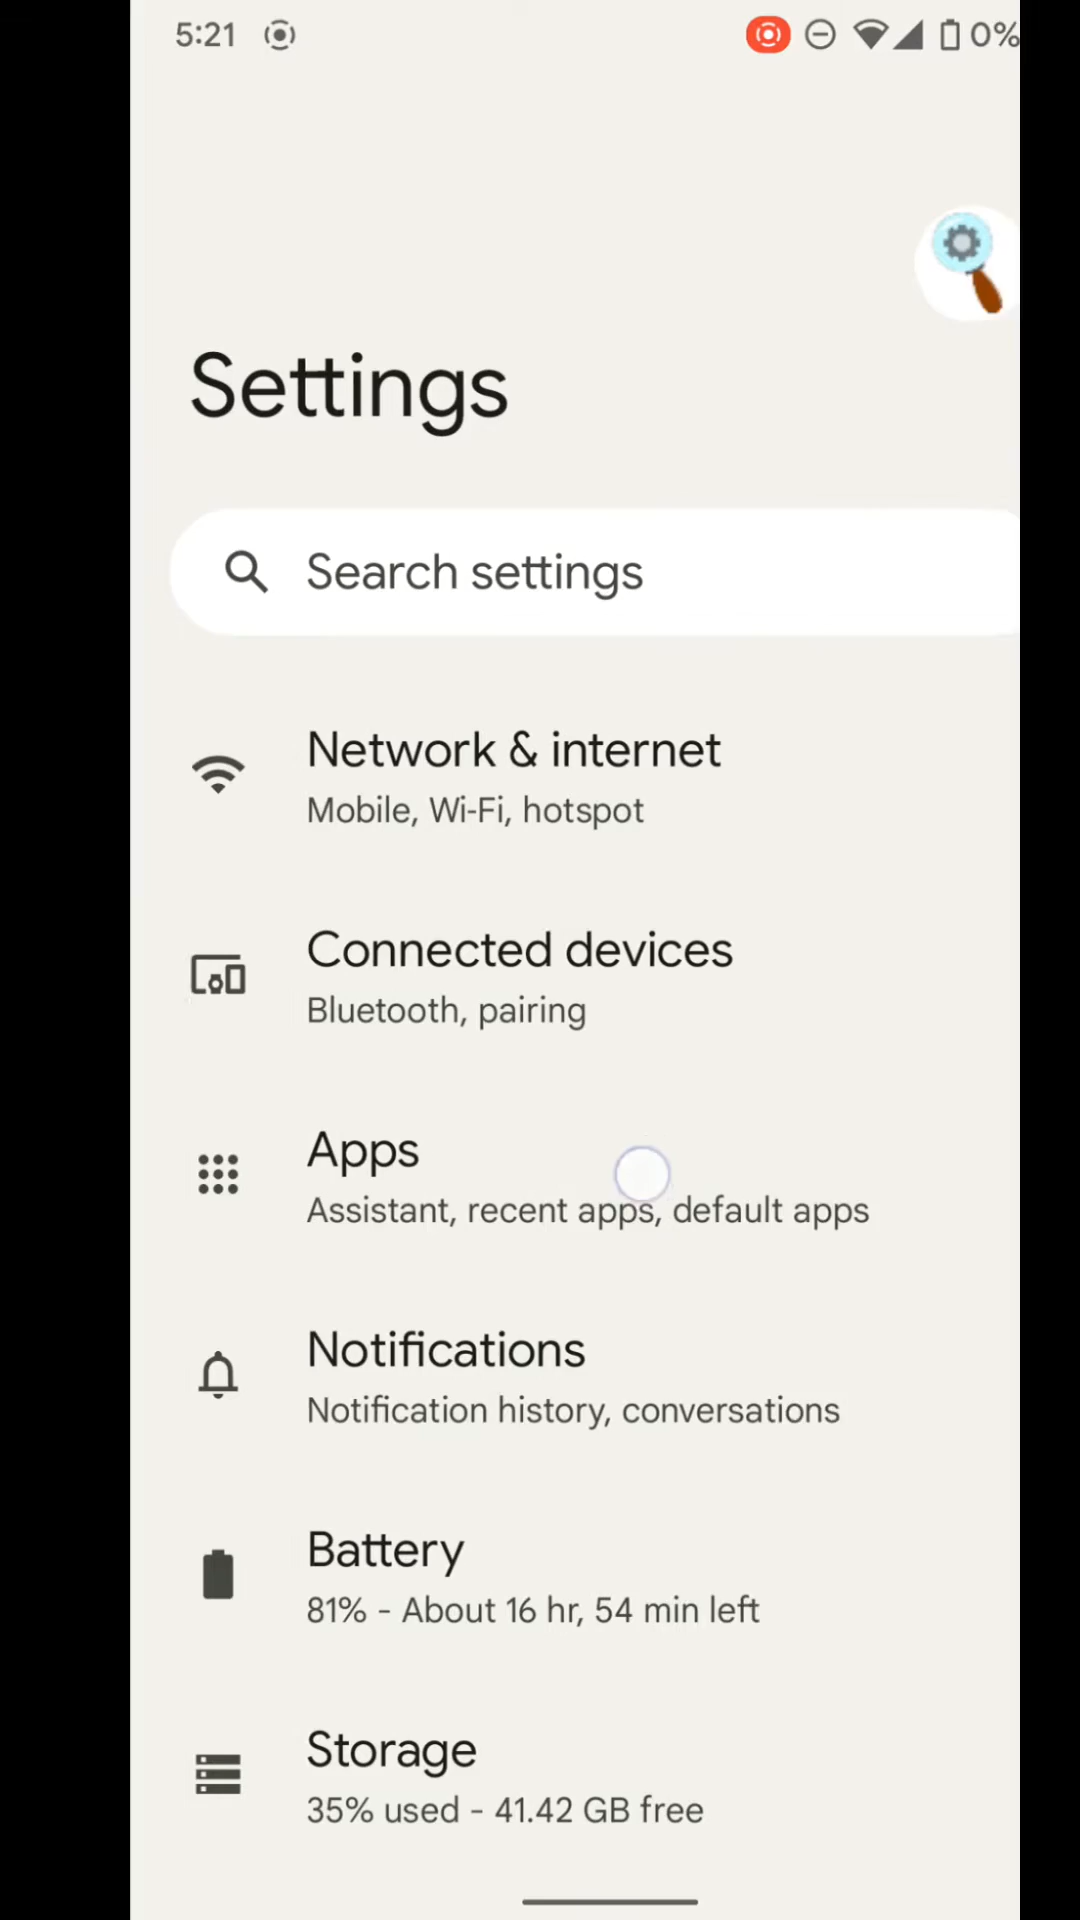 5:21 0%
Settings
Search settings
Network & internet
Mobile, Wi-Fi, hotspot
Connected devices
Bluetooth, pairing
Apps
Assistant, recent apps, default apps
Notifications
Notification history, conversations
Battery
81% - About 16 hr, 54 min left
Storage
35% used - 41.42 GB free